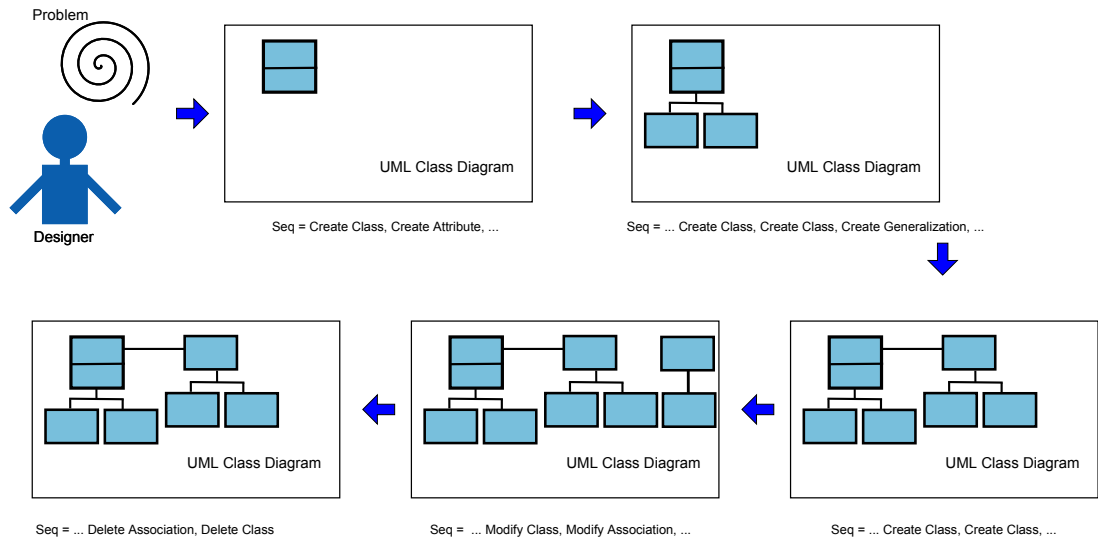 Problem
Designer
UML Class Diagram
Seq = Create Class, Create Attribute, ...
UML Class Diagram
Seq = ... Create Class, Create Class, Create Generalization, ...
UML Class Diagram
Seq = ... Create Class, Create Class, ...
UML Class Diagram
Seq = ... Modify Class, Modify Association, ...
UML Class Diagram
Seq = ... Delete Association, Delete Class